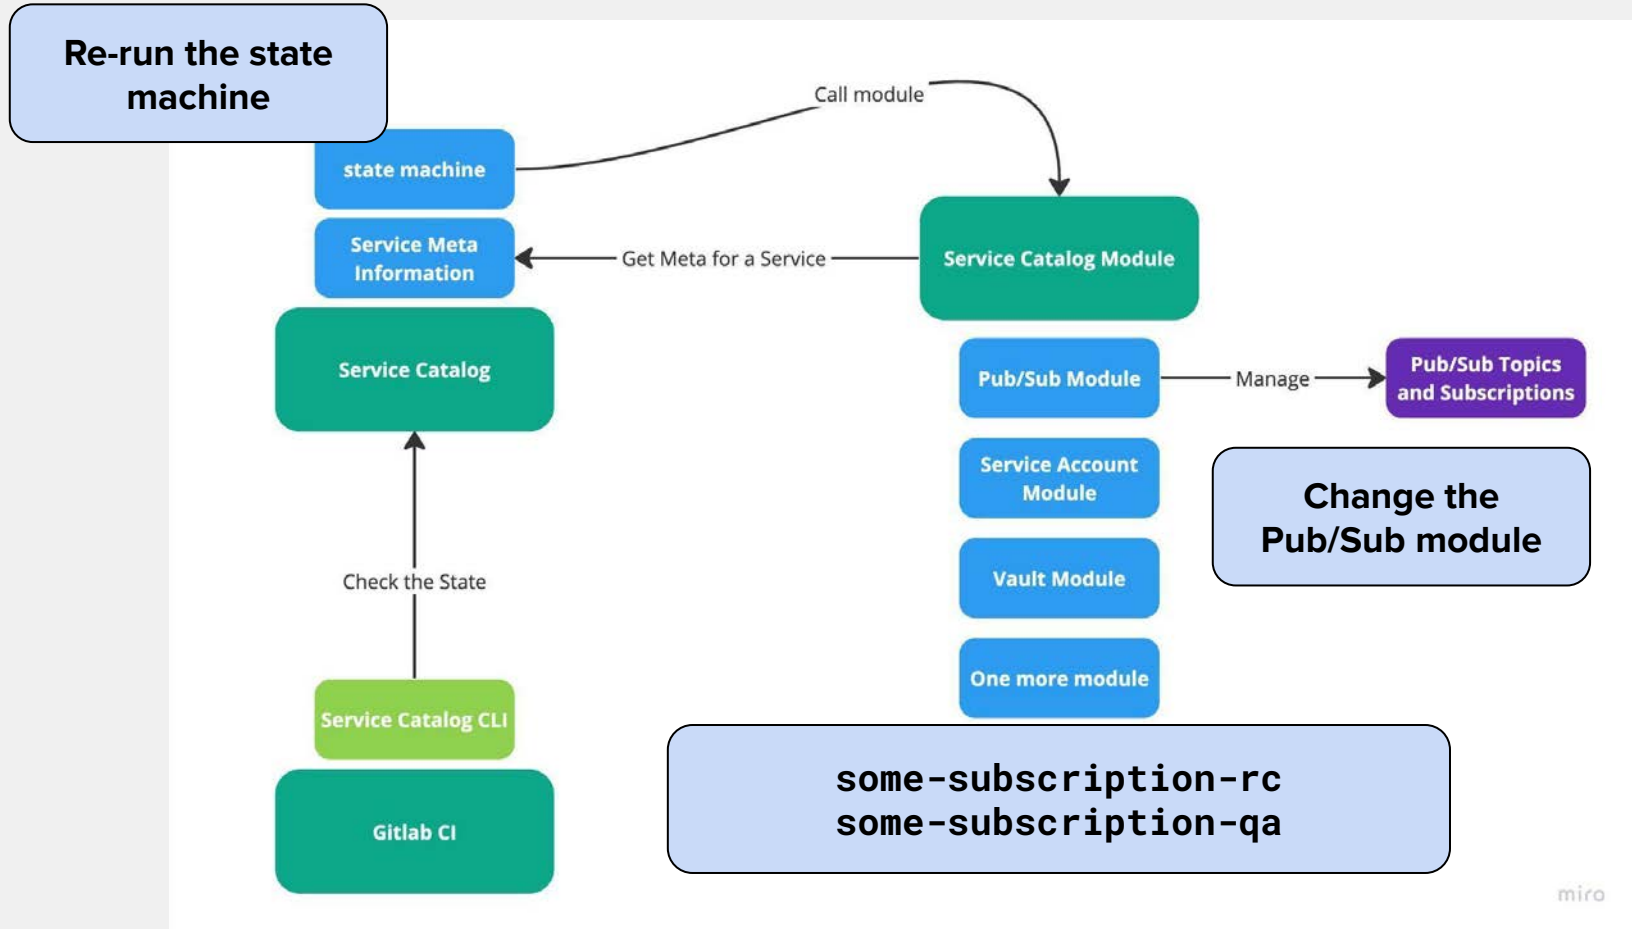 Re-run the state
machine
Call module
state machine
Service Meta
Information
Get Meta for a Service
Service Catalog Module
Service Catalog
Pub/Sub Module
Manage
Pub/Sub Topics
and Subscriptions
Service Account
Module
Change the
Pub/Sub module
Check the State
Vault Module
One more module
Service Catalog CLI
some-subscription-rc
some-subscription-qa
Gitlab CI
miro